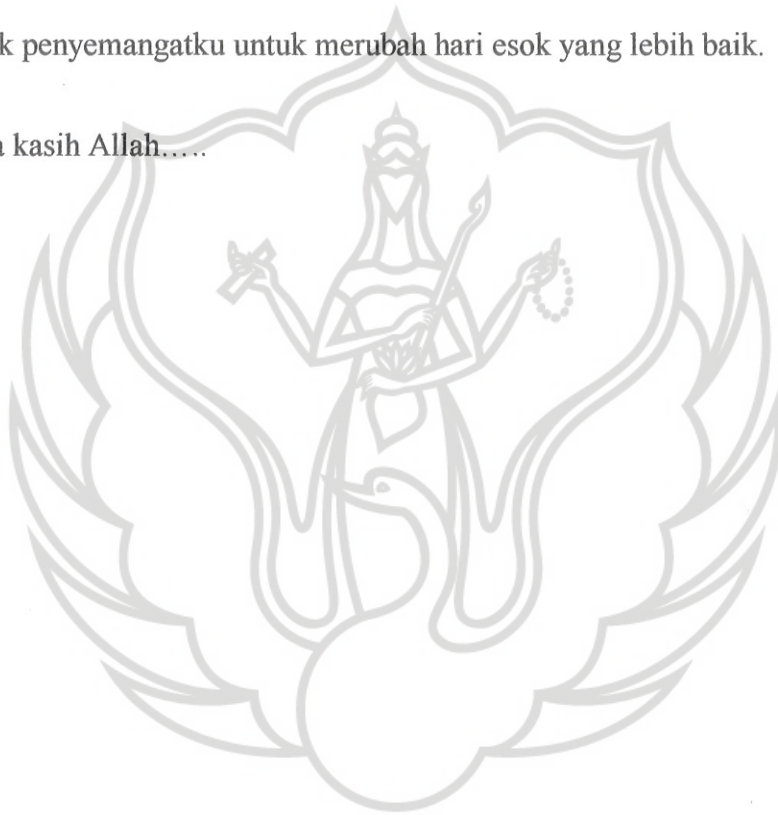 k penyemangatku untuk merubah hari esok yang lebih baik.
a kasih Allah.....